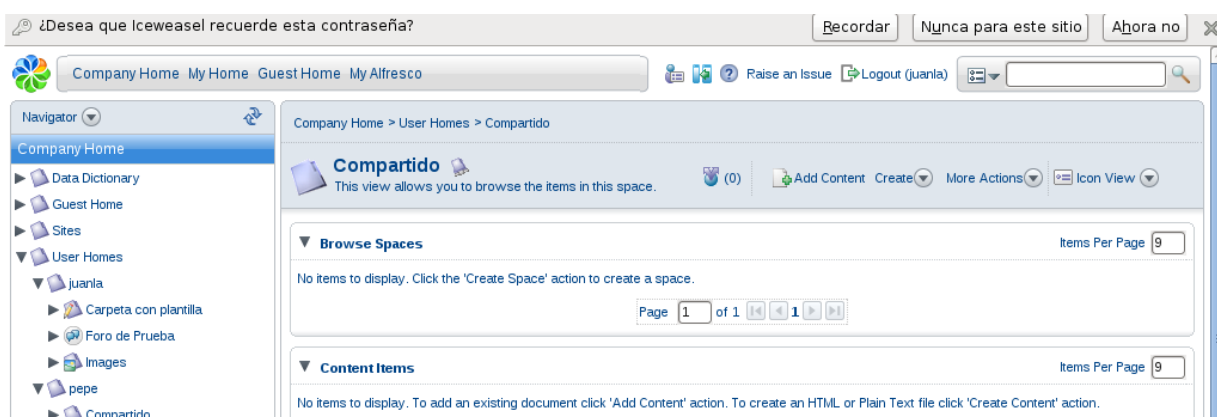 ¿Desea que Iceweasel recuerde esta contraseña? Recordar Nunca para este sitio Ahora no
Company Home My Home Guest Home My Alfresco Raise an Issue Logout (juanla)
Navigator
Company Home
Data Dictionary
Guest Home
Sites
User Homes
juanla
Carpeta con plantilla
Foro de Prueba
Images
pepe
Compartido
Company Home > User Homes > Compartido
Compartido
This view allows you to browse the items in this space.
(0) Add Content Create More Actions Icon View
Browse Spaces Items Per Page 9
No items to display. Click the 'Create Space' action to create a space.
Page 1 of 1 1
Content Items Items Per Page 9
No items to display. To add an existing document click 'Add Content' action. To create an HTML or Plain Text file click 'Create Content' action.